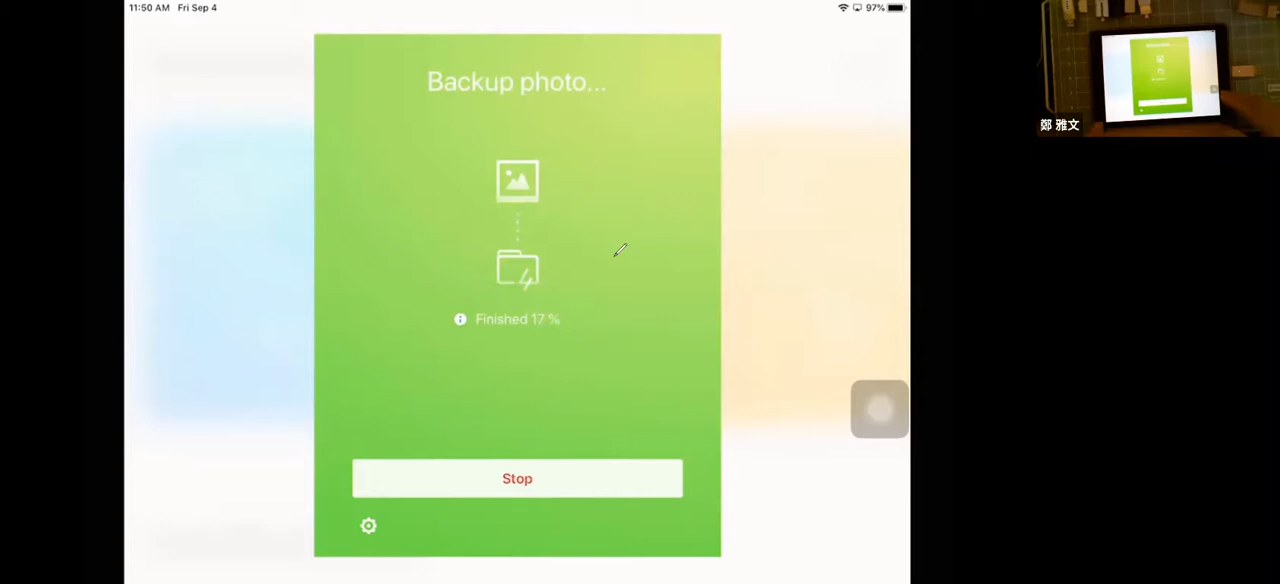 11:50 AM Fri Sep 4
97%
Backup photo...
Finished 17 %
Stop
鄭 雅文